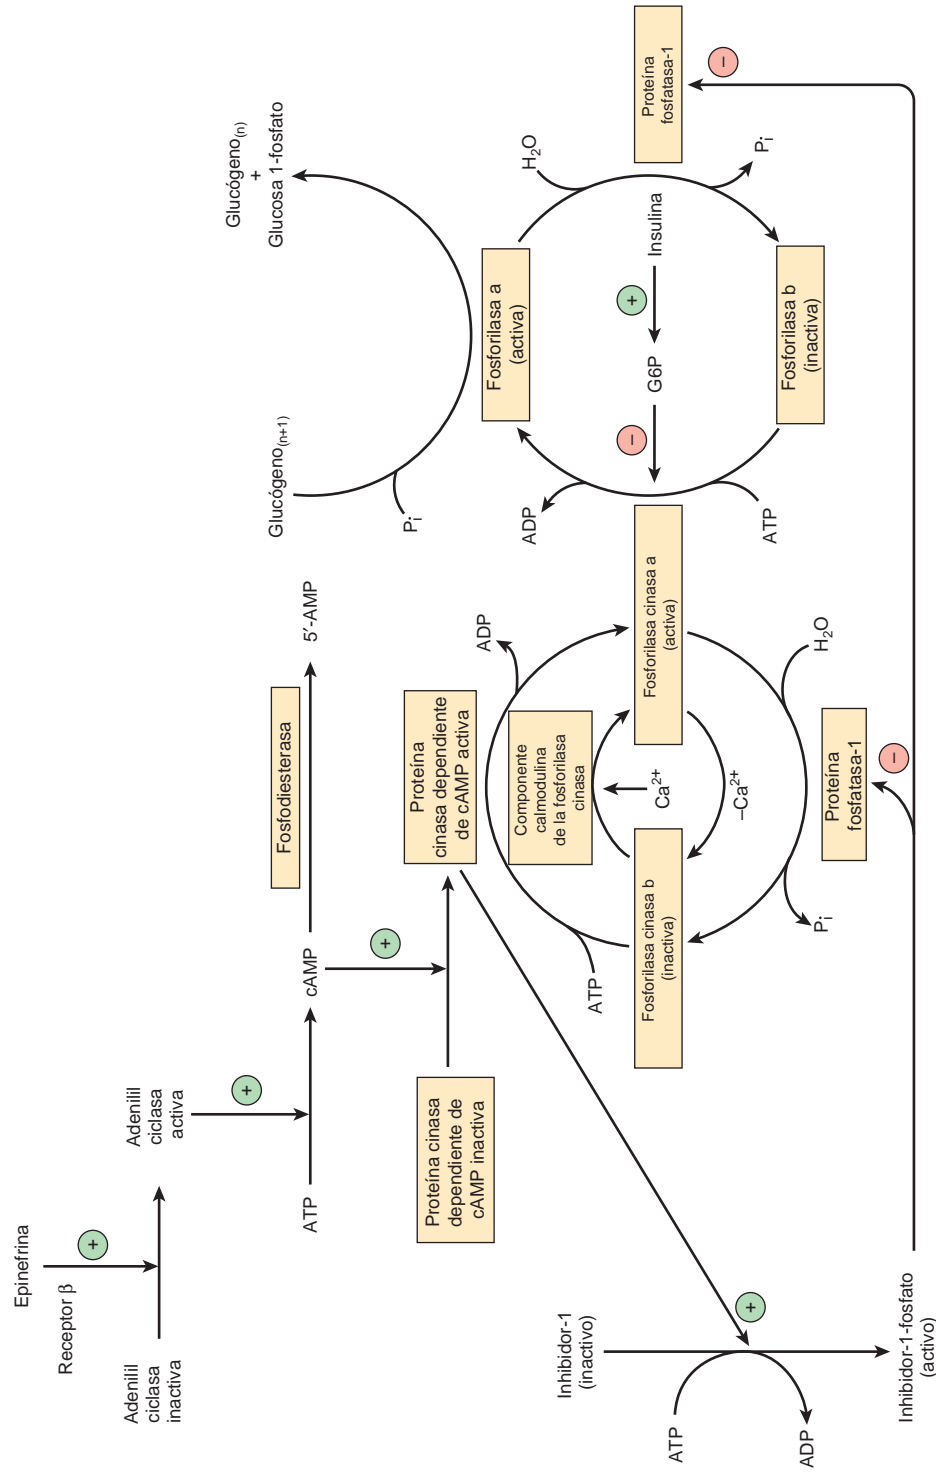 Epinefrina
Receptor β
+
Adenilil
ciclasa
inactiva
Adenilil
ciclasa
activa
+
ATP
cAMP
Fosfodiesterasa
5′-AMP
+
Proteína cinasa
dependiente de
cAMP inactiva
Proteína
cinasa dependiente
de cAMP activa
Glucógeno(n+1)
Pi
Glucógeno(n)
+
Glucosa 1-fosfato
Inhibidor-1
(inactivo)
ATP
+
ADP
Inhibidor-1-fosfato
(activo)
ATP
ADP
Componente
calmodulina
de la fosforilasa
cinasa
Ca2+
–Ca2+
Fosforilasa cinasa b
(inactiva)
Fosforilasa cinasa a
(activa)
Pi
H2O
Proteína
fosfatasa-1
–
Fosforilasa a
(activa)
ADP
H2O
–
G6P
+
Insulina
ATP
Pi
Fosforilasa b
(inactiva)
Proteína
fosfatasa-1
–